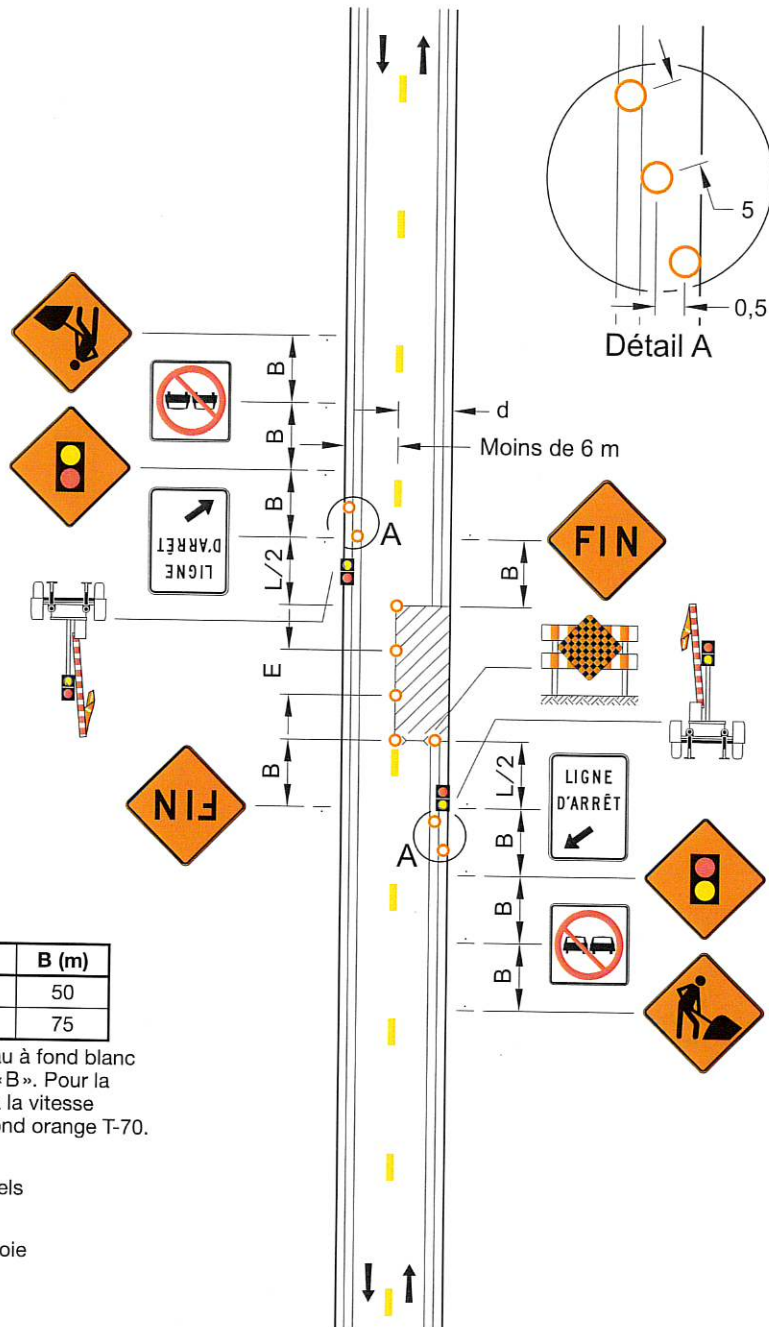 5
0,5
Détail A
d
Moins de 6 m
B
B
B
L/2
E
B
A
LIGNE
D'ARRÊT
FIN
B
FIN
L/2
B
B
B
A
LIGNE
D'ARRÊT
B (m)
50
75
au à fond blanc
«B». Pour la
la vitesse
ond orange T-70.
els
oie